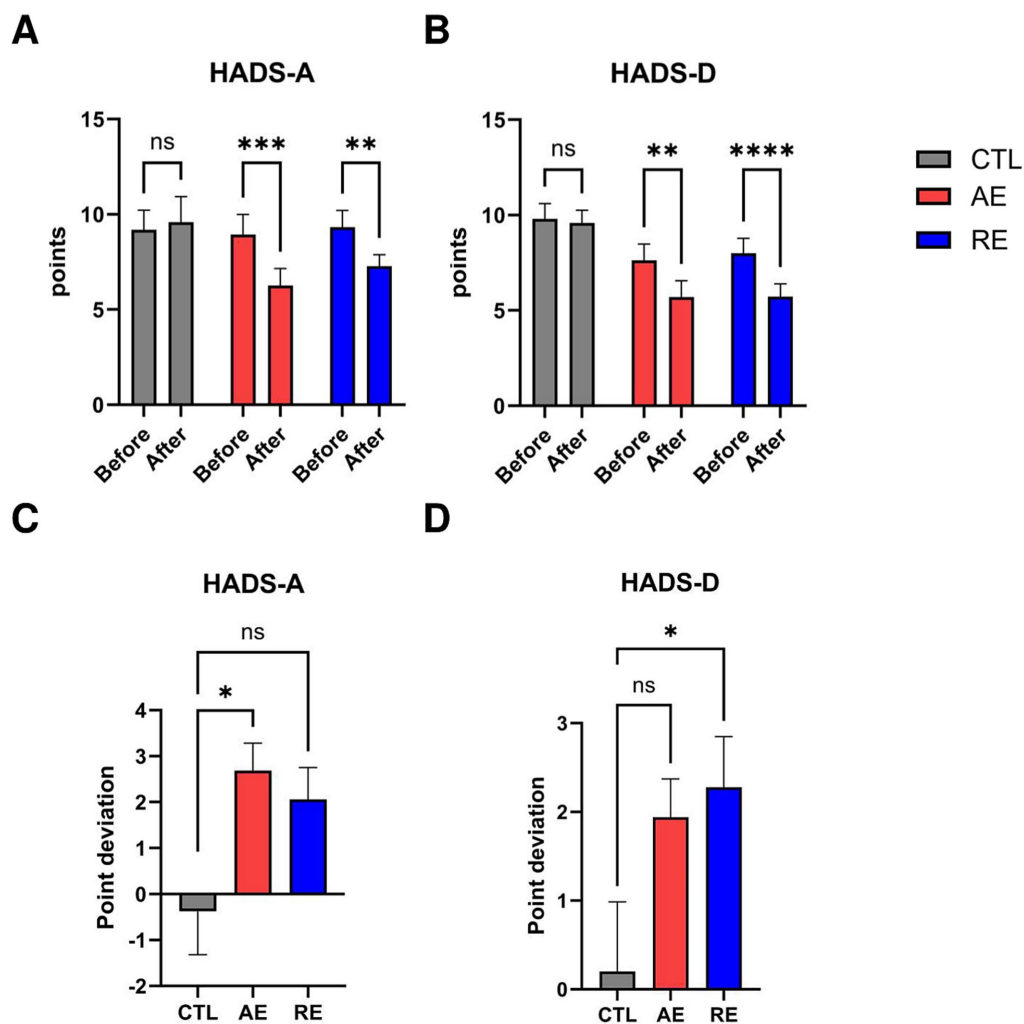 A
B
HADS-A
HADS-D
CTL
AE
RE
15
10
5
0
points
ns
***
**
Before
After
Before
After
Before
After
15
10
5
0
points
ns
**
****
Before
After
Before
After
Before
After
C
D
HADS-A
ns
*
4
3
2
1
0
-1
-2
Point deviation
CTL AE RE
HADS-D
*
ns
3
2
1
0
Point deviation
CTL AE RE